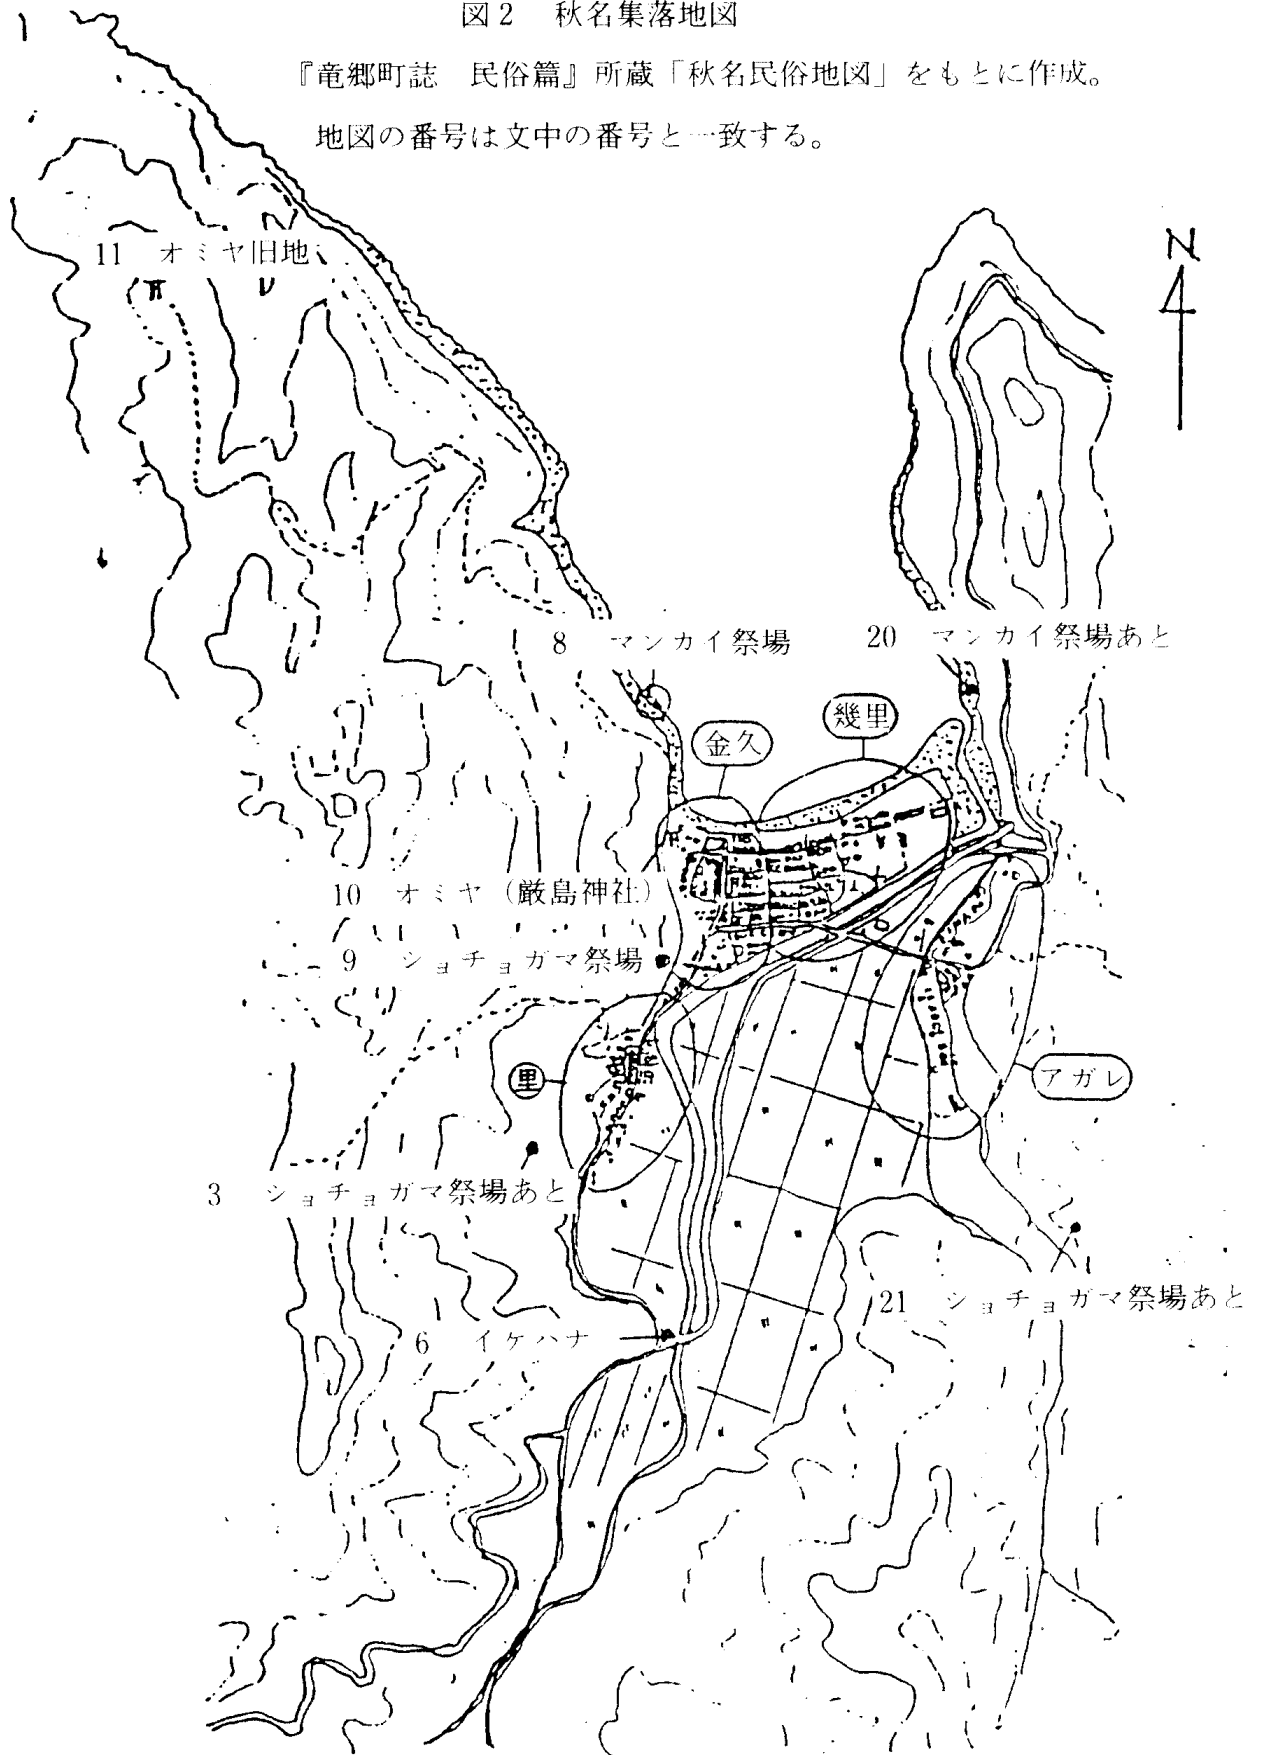 図2 秋名集落地図
『竜郷町誌 民俗篇』所蔵「秋名民俗地図」をもとに作成。
地図の番号は文中の番号と一致する。
N
11 オミヤ旧地
8 マンカイ祭場
20 マンカイ祭場あと
幾里
金久
10 オミヤ(厳島神社)
9 ショチョガマ祭場
里
アガレ
3 ショチョガマ祭場あと
21 ショチョガマ祭場あと
6 イケハナ